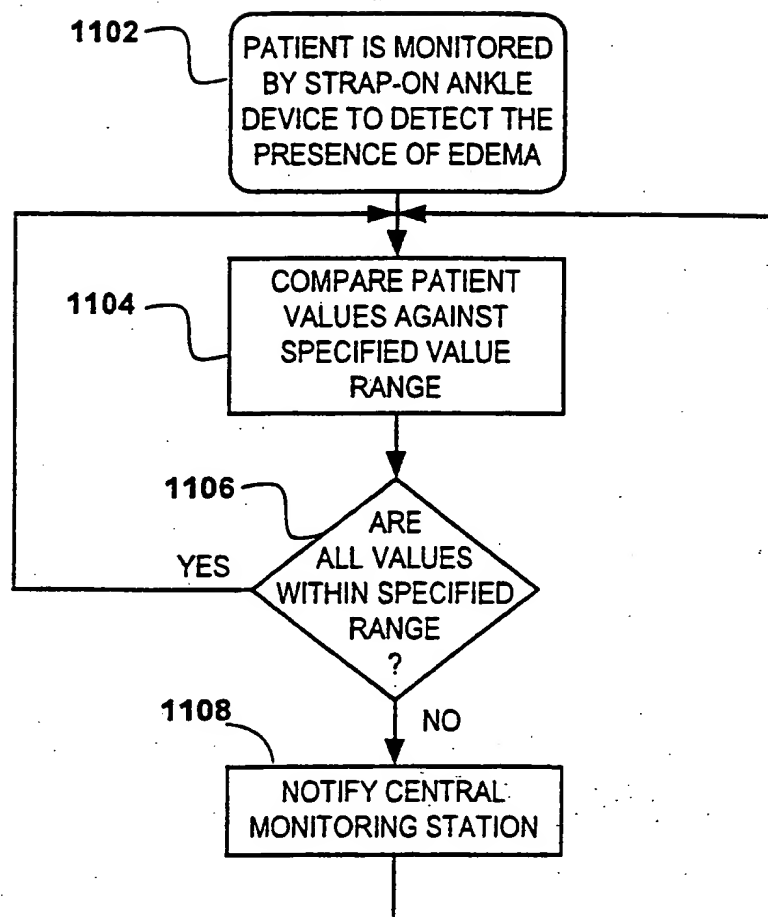 1102
PATIENT IS MONITORED
BY STRAP-ON ANKLE
DEVICE TO DETECT THE
PRESENCE OF EDEMA
1104
COMPARE PATIENT
VALUES AGAINST
SPECIFIED VALUE
RANGE
1106
ARE
ALL VALUES
WITHIN SPECIFIED
RANGE
?
YES
NO
1108
NOTIFY CENTRAL
MONITORING STATION